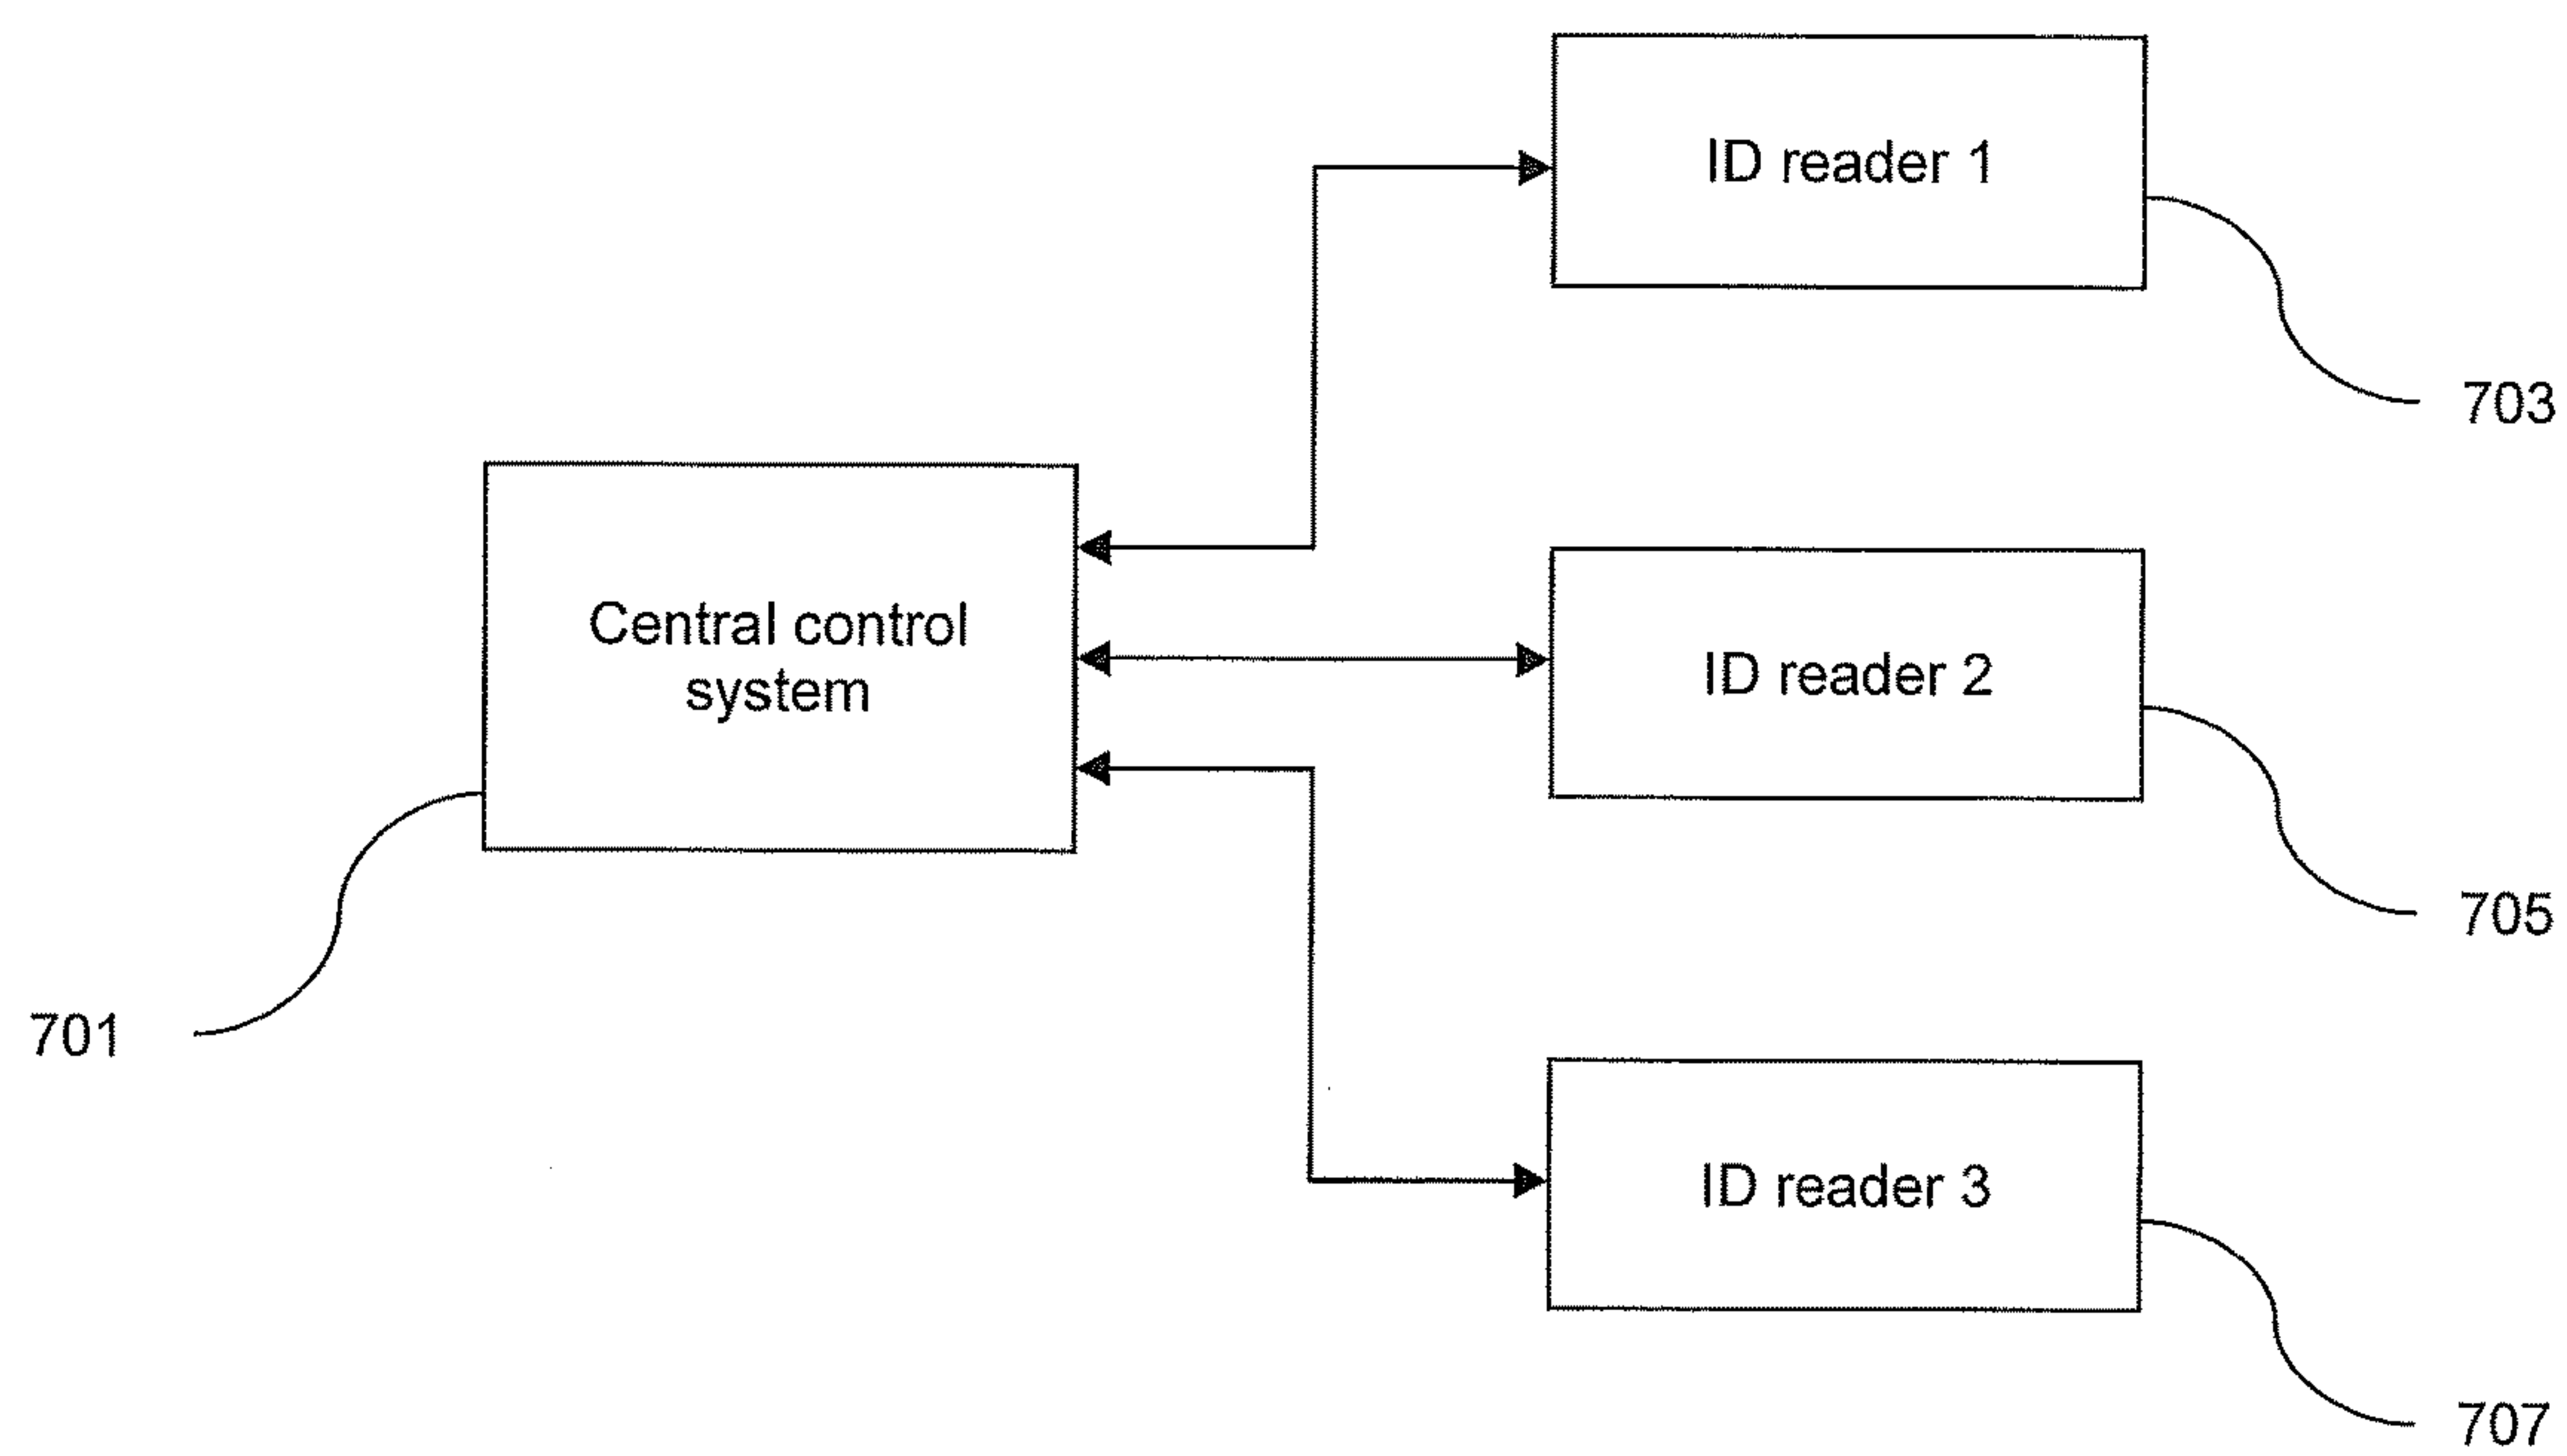 ID reader 1
703
Central control
system
ID reader 2
705
701
ID reader 3
707